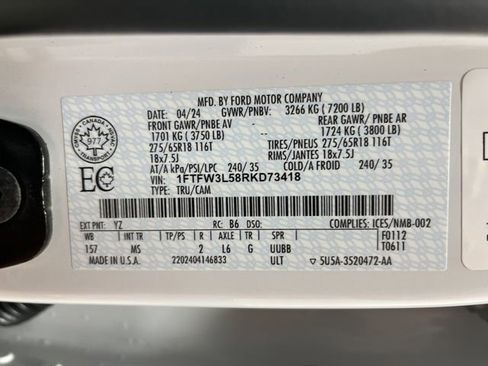 MFD. BY FORD MOTOR COMPANY
DATE: 04/24 GVWR/PNBV: 3266 KG ( 7200 LB)
FRONT GAWR/PNBE AV REAR GAWR/PNBE AR
1701 KG ( 3750 LB) -- 1724 KG ( 3800 LB)
275/65R18 116T TIRES/PNEUS 275/65R18 116T
18x7.5J RIMS/JANTES 18x7.5J
AT/A kPa/PSI/LPC 240/ 35 COLD/A FROID 240/ 35
VIN: 1FTFW3L58RKD73418
TYPE: TRU/CAM
CANADA
977
TRANSPORT
EC
EXT PNT: YZ RC: B6 DSO: COMPLIES: ICES/NMB-002
WB INT TR TP/PS R AXLE TR SPR F0112
157 MS 2 L6 G UUBB T0611
MADE IN U.S.A. 2202404146833 ULT ▽ 5U5A-3520472-AA